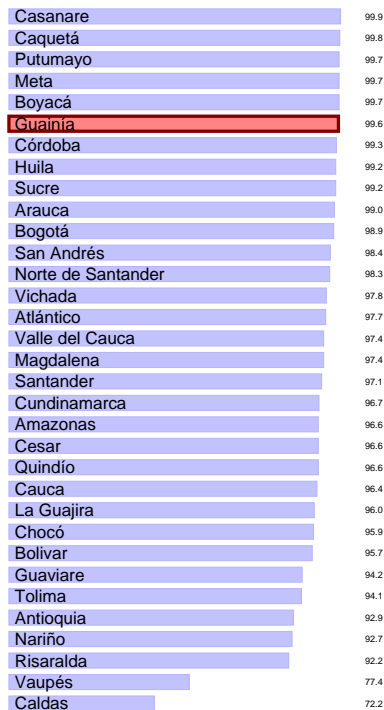 Casanare 99.9
Caquetá 99.8
Putumayo 99.7
Meta 99.7
Boyacá 99.7
Guainía 99.6
Córdoba 99.3
Huila 99.2
Sucre 99.2
Arauca 99.0
Bogotá 98.9
San Andrés 98.4
Norte de Santander 98.3
Vichada 97.8
Atlántico 97.7
Valle del Cauca 97.4
Magdalena 97.4
Santander 97.1
Cundinamarca 96.7
Amazonas 96.6
Cesar 96.6
Quindío 96.6
Cauca 96.4
La Guajira 96.0
Chocó 95.9
Bolivar 95.7
Guaviare 94.2
Tolima 94.1
Antioquia 92.9
Nariño 92.7
Risaralda 92.2
Vaupés 77.4
Caldas 72.2